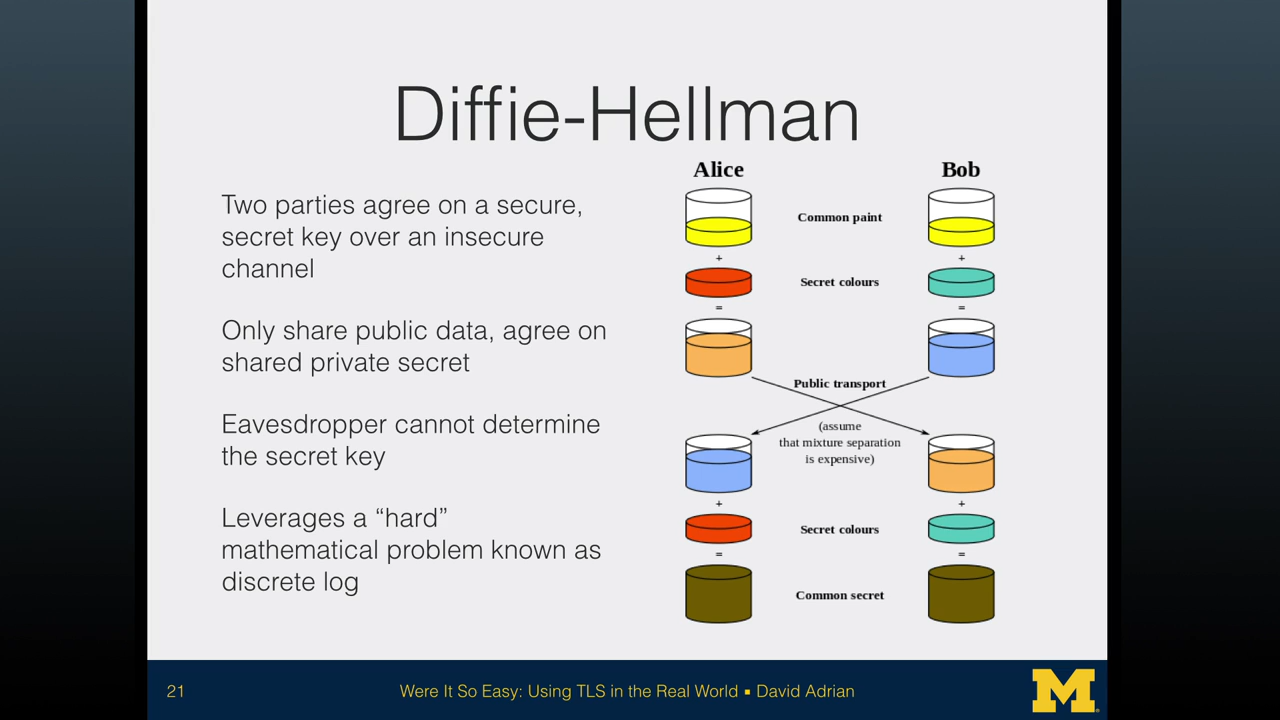 Diffie-Hellman
Two parties agree on a secure,
secret key over an insecure
channel
Only share public data, agree on
shared private secret
Eavesdropper cannot determine
the secret key
Leverages a “hard”
mathematical problem known as
discrete log
Alice
Bob
Common paint
+
+
Secret colours
=
=
Public transport
(assume
that mixture separation
is expensive)
+
+
Secret colours
=
=
Common secret
21
Were It So Easy: Using TLS in the Real World ▪ David Adrian
M